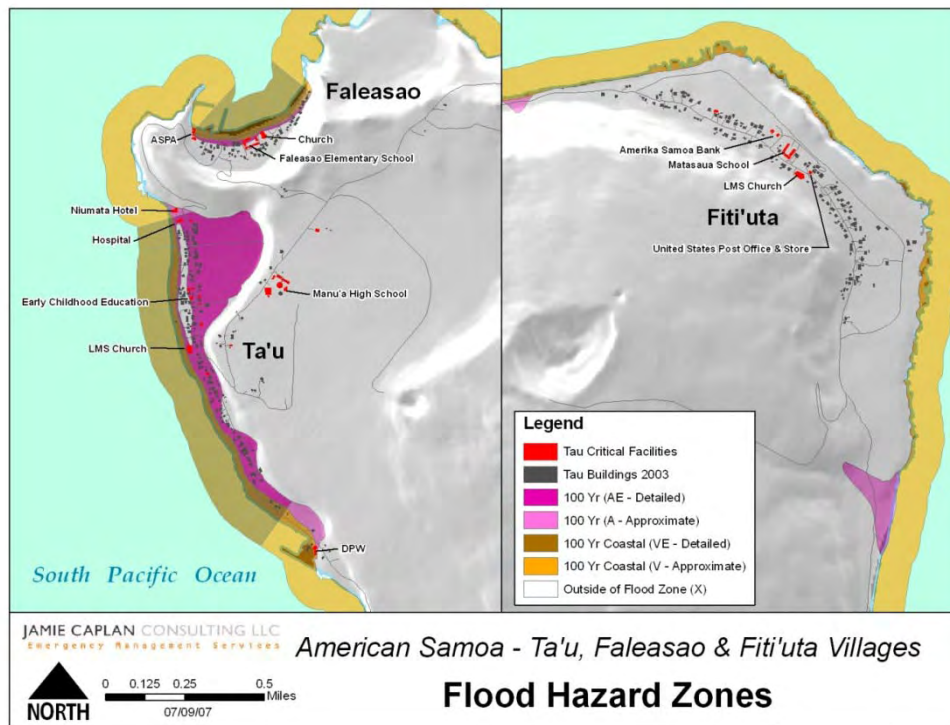 Faleasao
ASPA
Church
Faleasao Elementary School
Niumata Hotel
Hospital
Early Childhood Education
Manu'a High School
LMS Church
Ta'u
DPW
South Pacific Ocean
Amerika Samoa Bank
Matasaua School
LMS Church
Fiti'uta
United States Post Office & Store
Legend
Tau Critical Facilities
Tau Buildings 2003
100 Yr (AE - Detailed)
100 Yr (A - Approximate)
100 Yr Coastal (VE - Detailed)
100 Yr Coastal (V - Approximate)
Outside of Flood Zone (X)
JAMIE CAPLAN CONSULTING LLC
Emergency Management Services
NORTH
0 0.125 0.25 0.5
Miles
07/09/07
American Samoa - Ta'u, Faleasao & Fiti'uta Villages
Flood Hazard Zones